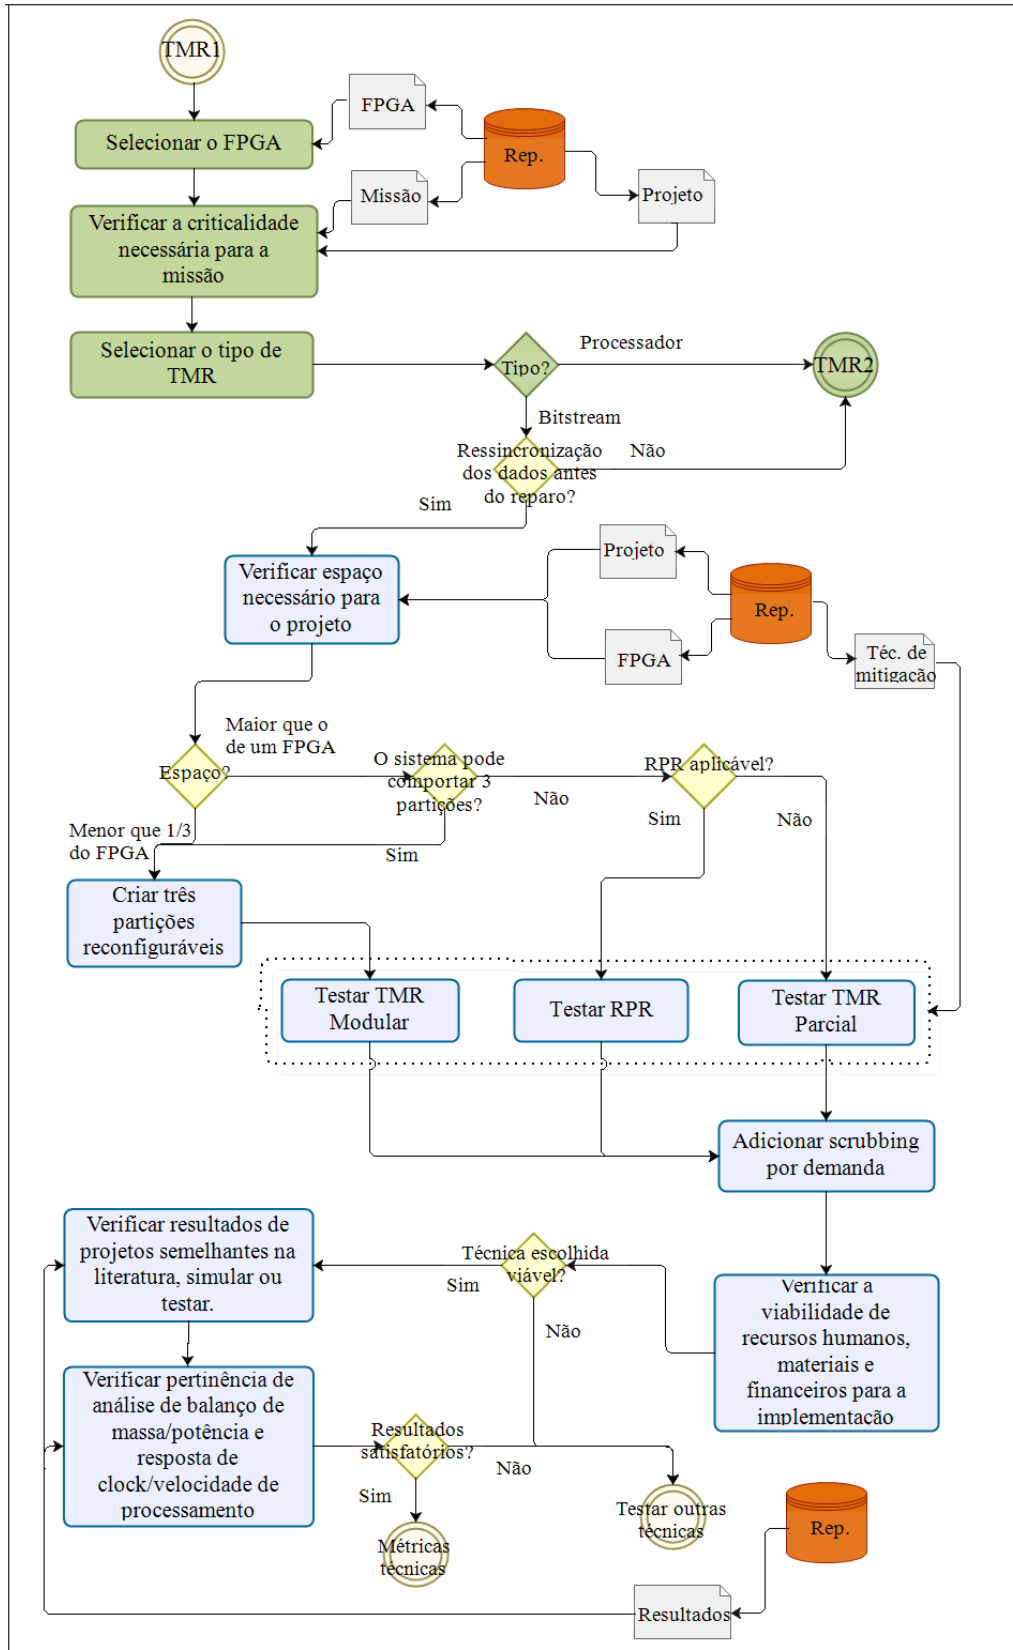 TMR1
FPGA
Selecionar o FPGA
Rep.
Missão
Projeto
Verificar a criticalidade
necessária para a
missão
Selecionar o tipo de
TMR
Tipo?
Processador
TMR2
Bitstream
Ressincronização
dos dados antes
do reparo?
Não
Sim
Verificar espaço
necessário para
o projeto
Projeto
FPGA
Rep.
Téc. de
mitigação
Maior que o
de um FPGA
Espaço?
O sistema pode
comportar 3
partições?
Não
RPR aplicável?
Sim
Não
Menor que 1/3
do FPGA
Sim
Criar três
partições
reconfiguráveis
Testar TMR
Modular
Testar RPR
Testar TMR
Parcial
Adicionar scrubbing
por demanda
Verificar resultados de
projetos semelhantes na
literatura, simular ou
testar.
Técnica escolhida
viável?
Sim
Não
Verificar a
viabilidade de
recursos humanos,
materiais e
financeiros para a
implementação
Verificar pertinência de
análise de balanço de
massa/potência e
resposta de
clock/velocidade de
processamento
Resultados
satisfatórios?
Não
Sim
Métricas
técnicas
Testar outras
técnicas
Rep.
Resultados